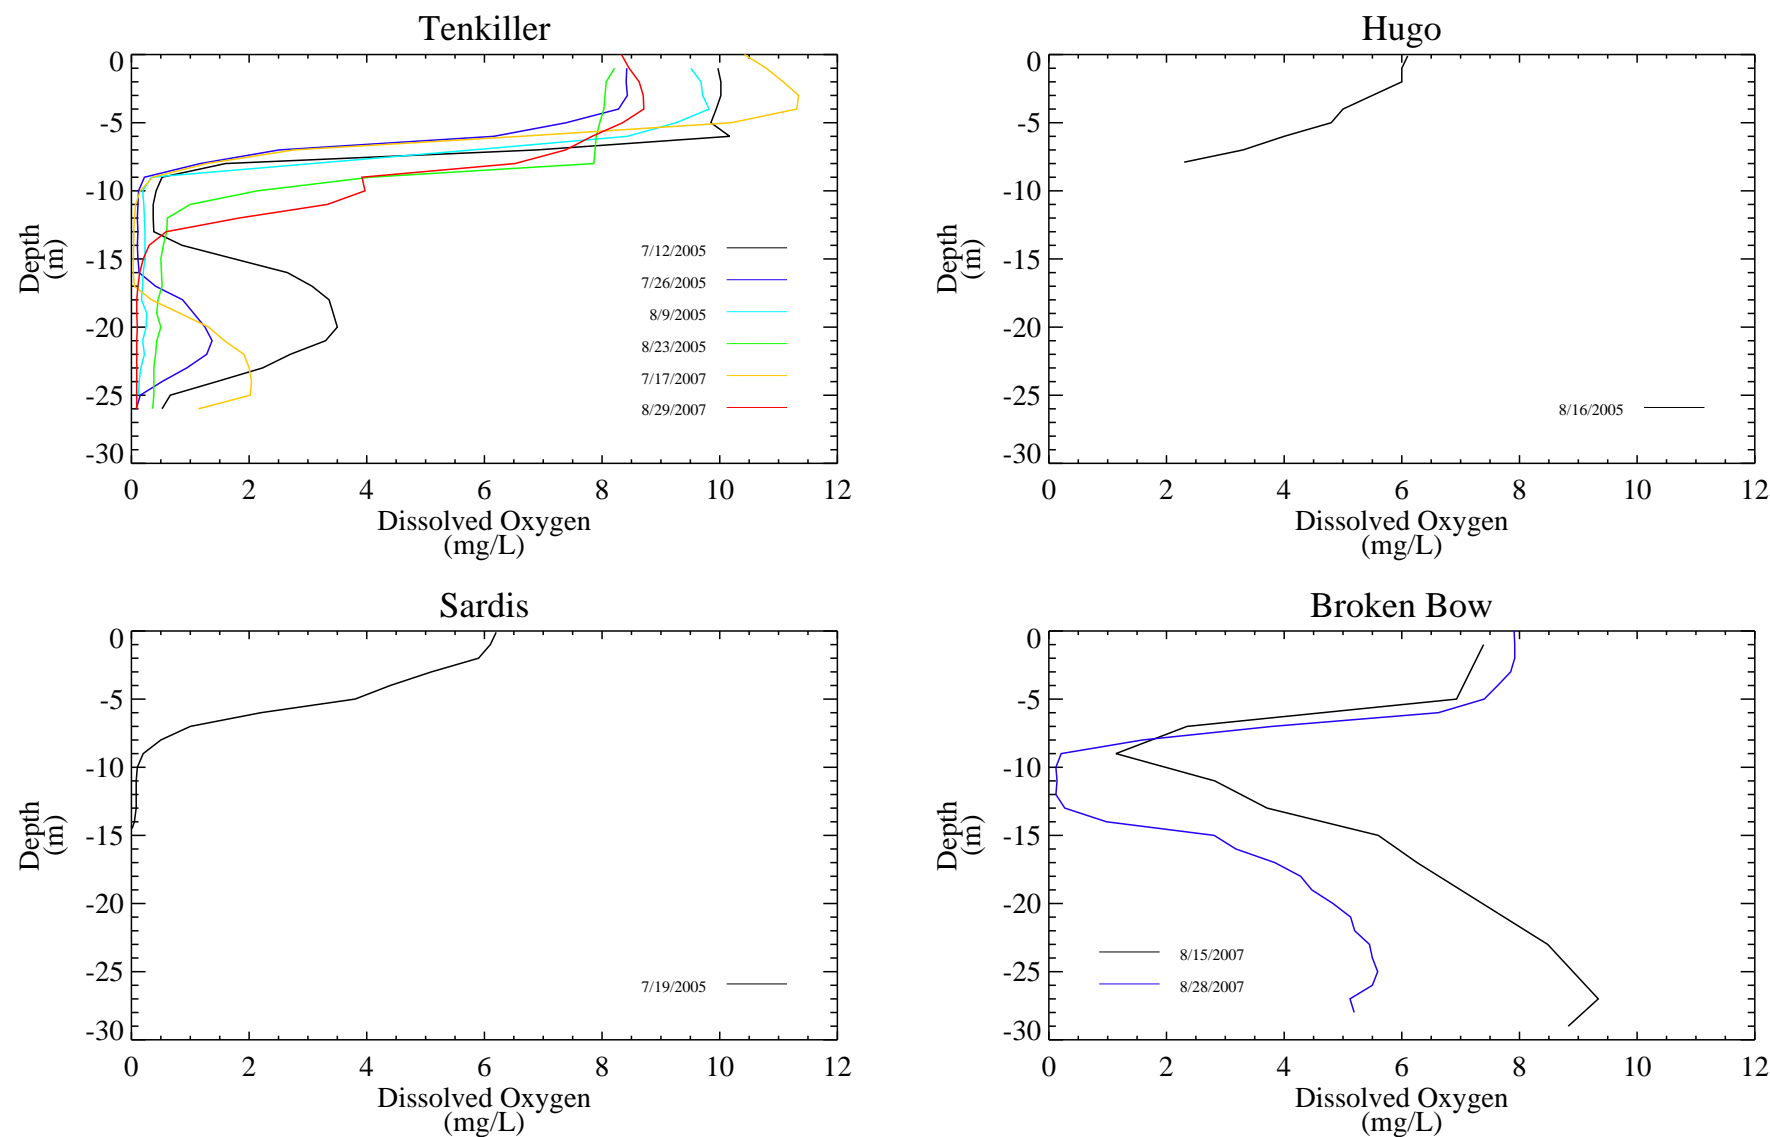 Tenkiller
0
-5
-10
-15
-20
-25
-30
Depth
(m)
7/12/2005
7/26/2005
8/9/2005
8/23/2005
7/17/2007
8/29/2007
0 2 4 6 8 10 12
Dissolved Oxygen
(mg/L)
Hugo
0
-5
-10
-15
-20
-25
-30
Depth
(m)
8/16/2005
0 2 4 6 8 10 12
Dissolved Oxygen
(mg/L)
Sardis
0
-5
-10
-15
-20
-25
-30
Depth
(m)
7/19/2005
0 2 4 6 8 10 12
Dissolved Oxygen
(mg/L)
Broken Bow
0
-5
-10
-15
-20
-25
-30
Depth
(m)
8/15/2007
8/28/2007
0 2 4 6 8 10 12
Dissolved Oxygen
(mg/L)